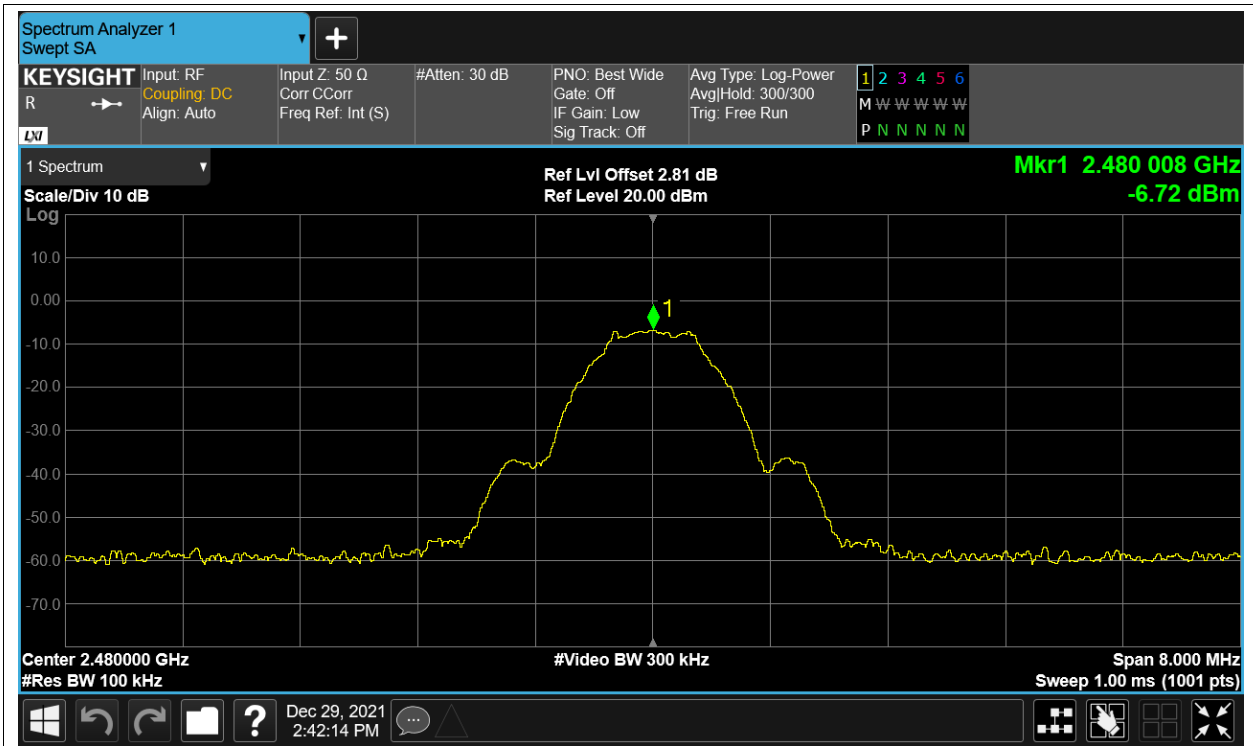 Spectrum Analyzer 1
Swept SA
KEYSIGHT
R
LXI
Input: RF
Coupling: DC
Align: Auto
Input Z: 50 Ω
Corr CCorr
Freq Ref: Int (S)
#Atten: 30 dB
PNO: Best Wide
Gate: Off
IF Gain: Low
Sig Track: Off
Avg Type: Log-Power
Avg|Hold: 300/300
Trig: Free Run
1 2 3 4 5 6
M W W W W W
P N N N N N
1 Spectrum
Scale/Div 10 dB
Log
Ref Lvl Offset 2.81 dB
Ref Level 20.00 dBm
Mkr1 2.480 008 GHz
-6.72 dBm
10.0
0.00
-10.0
-20.0
-30.0
-40.0
-50.0
-60.0
-70.0
1
Center 2.480000 GHz
#Res BW 100 kHz
#Video BW 300 kHz
Span 8.000 MHz
Sweep 1.00 ms (1001 pts)
?
Dec 29, 2021
2:42:14 PM